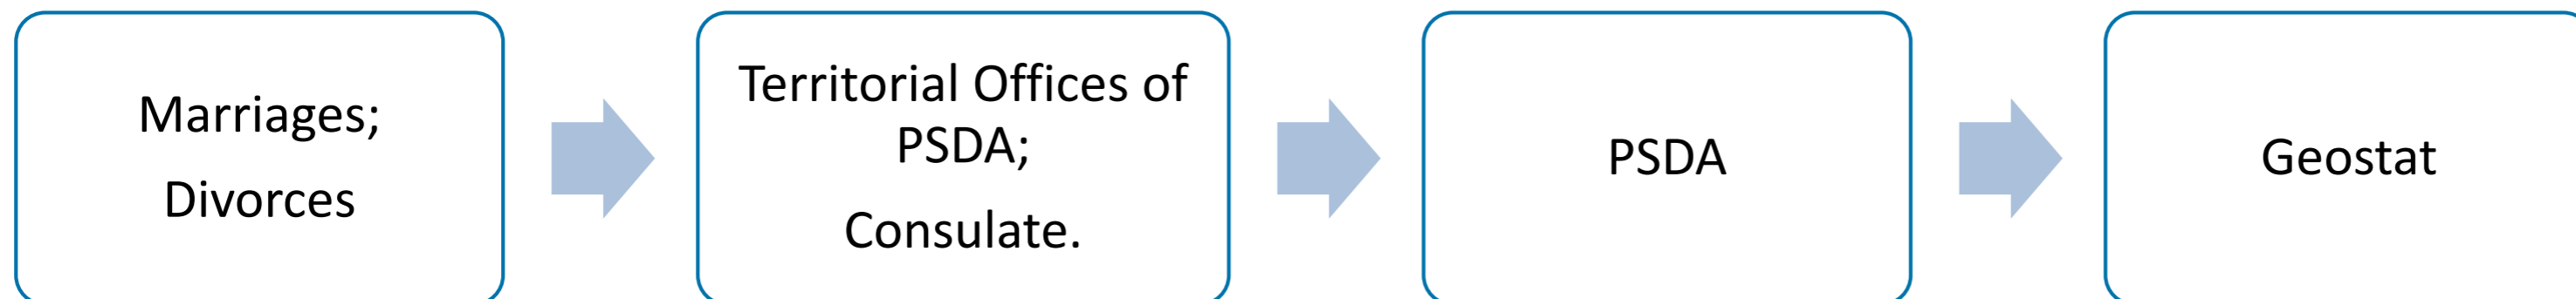 Marriages;
Divorces
Territorial Offices of
PSDA;
Consulate.
PSDA
Geostat